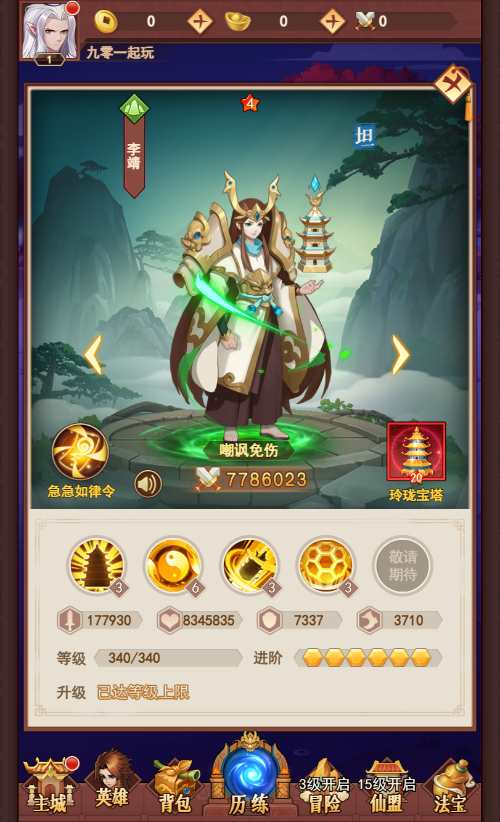 0
0
0
1
九零一起玩
4
李靖
坦
嘲讽免伤
7786023
急急如律令
20
玲珑宝塔
3
6
3
3
敬请
期待
177930
8345835
7337
3710
等级 340/340
进阶
升级 已达等级上限
主城
英雄
背包
历练
3级开启
冒险
15级开启
仙盟
法宝